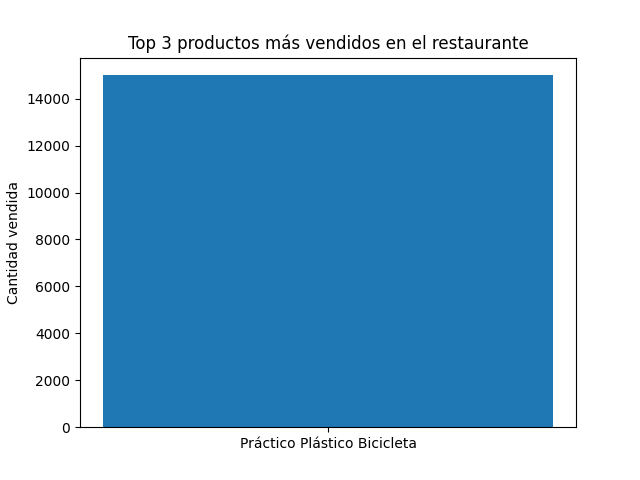 Top 3 productos más vendidos en el restaurante
14000
12000
10000
8000
6000
4000
2000
0
Cantidad vendida
Práctico Plástico Bicicleta